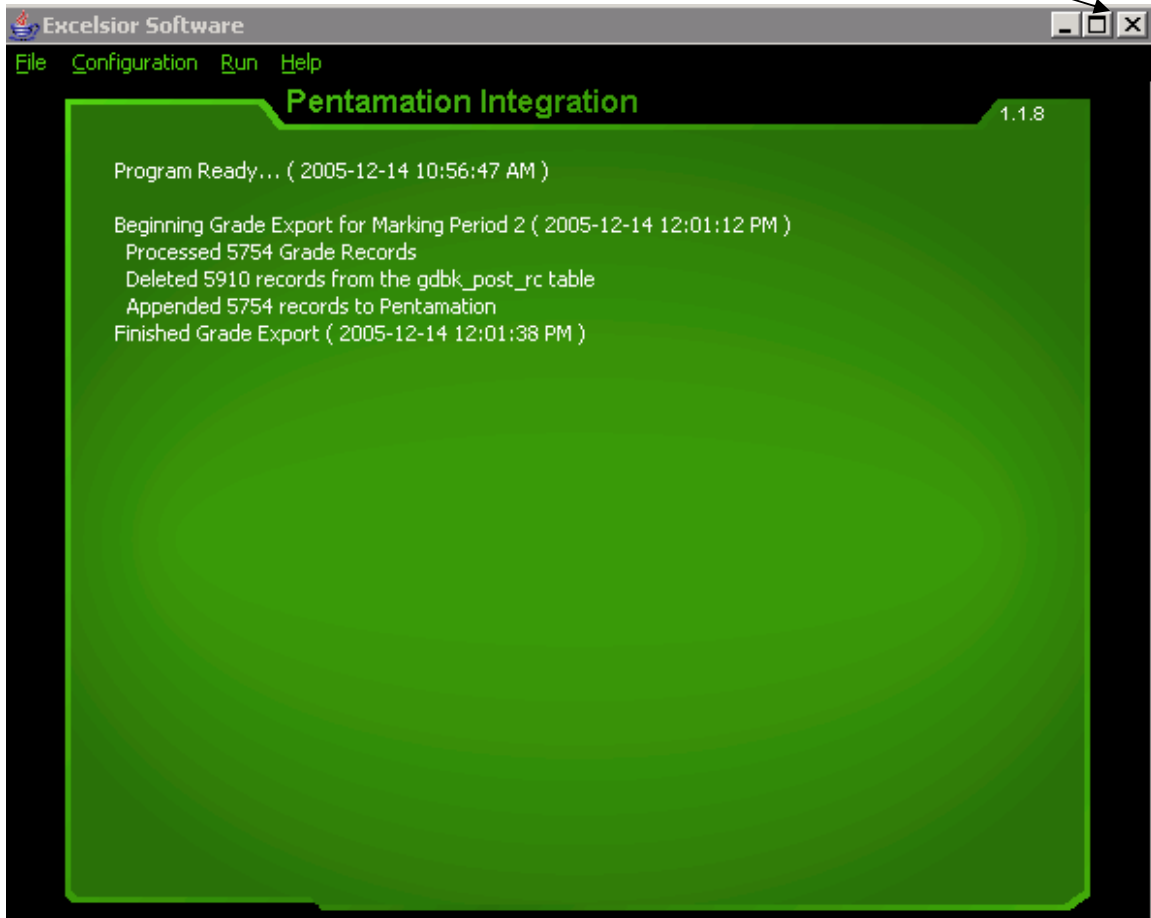 Excelsior Software
File Configuration Run Help
Pentamation Integration
1.1.8
Program Ready... ( 2005-12-14 10:56:47 AM )
Beginning Grade Export for Marking Period 2 ( 2005-12-14 12:01:12 PM )
Processed 5754 Grade Records
Deleted 5910 records from the gdbk_post_rc table
Appended 5754 records to Pentamation
Finished Grade Export ( 2005-12-14 12:01:38 PM )